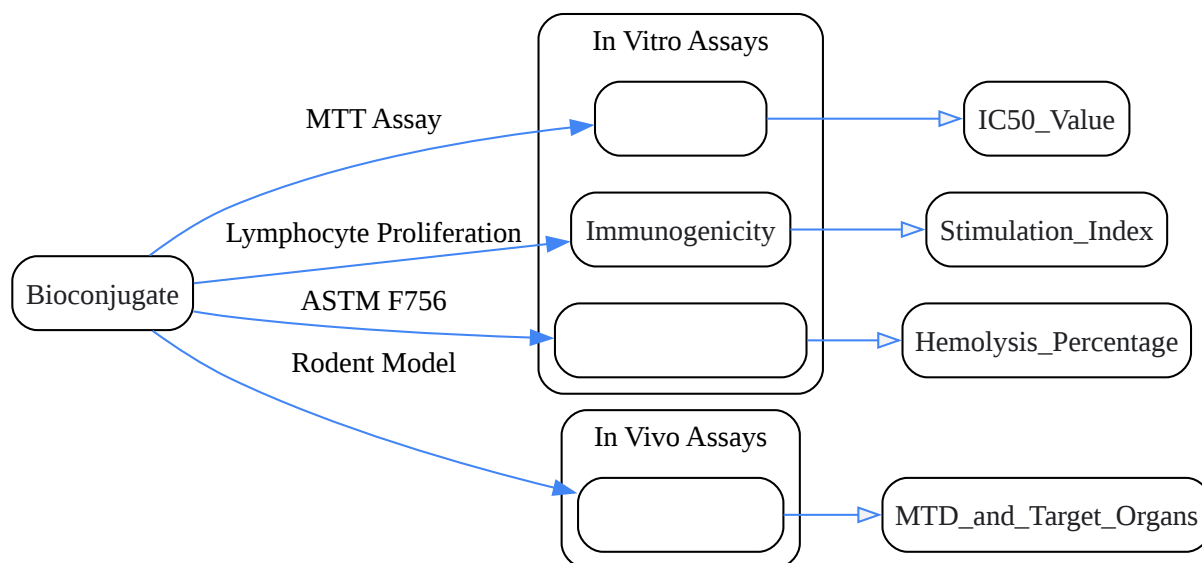 In Vitro Assays
MTT Assay
IC50_Value
Lymphocyte Proliferation
Immunogenicity
Stimulation_Index
Bioconjugate
ASTM F756
Hemolysis_Percentage
Rodent Model
In Vivo Assays
MTD_and_Target_Organs